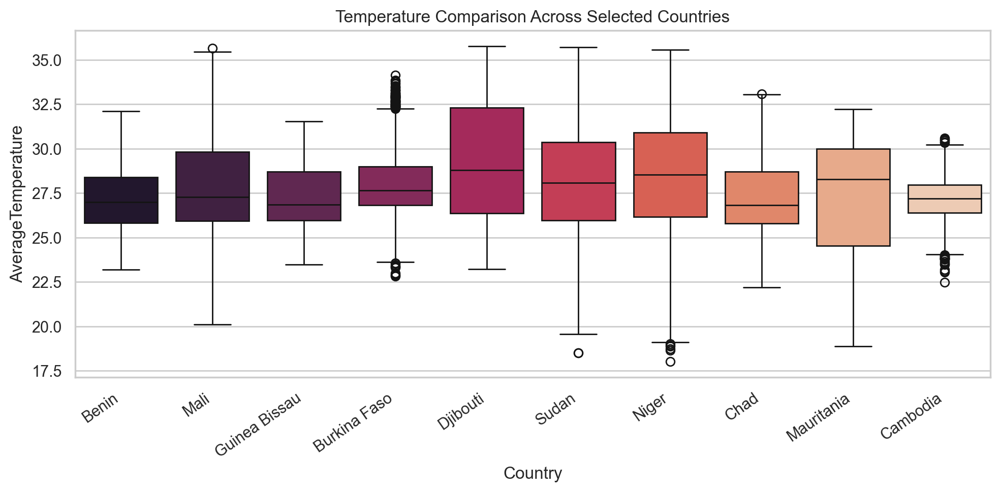 Temperature Comparison Across Selected Countries
AverageTemperature
35.0
32.5
30.0
27.5
25.0
22.5
20.0
17.5
Benin
Mali
Guinea Bissau
Burkina Faso
Djibouti
Sudan
Niger
Chad
Mauritania
Cambodia
Country